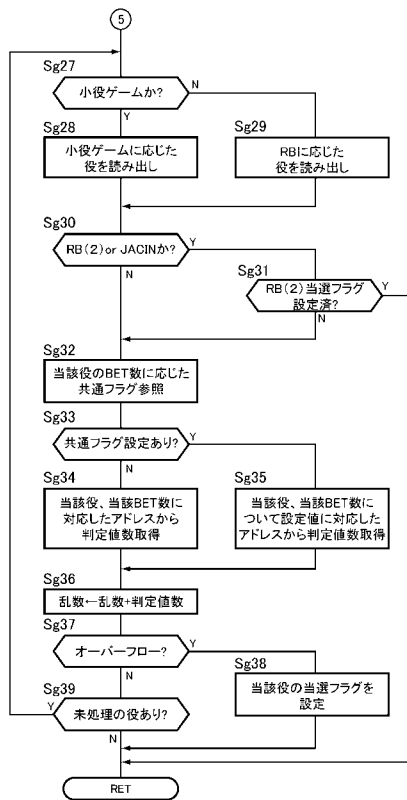 5
Sg27
小役ゲームか?
N
Y
Sg28
小役ゲームに応じた
役を読み出し
Sg29
RBに応じた
役を読み出し
Sg30
RB(2)or JACINか?
Y
N
Sg31
RB(2)当選フラグ
設定済?
Y
N
Sg32
当該役のBET数に応じた
共通フラグ参照
Sg33
共通フラグ設定あり?
Y
N
Sg34
当該役、当該BET数に
対応したアドレスから
判定値数取得
Sg35
当該役、当該BET数に
ついて設定値に対応した
アドレスから判定値数取得
Sg36
乱数←乱数+判定値数
Sg37
オーバーフロー?
Y
N
Sg38
当該役の当選フラグを
設定
Sg39
未処理の役あり?
Y
N
RET